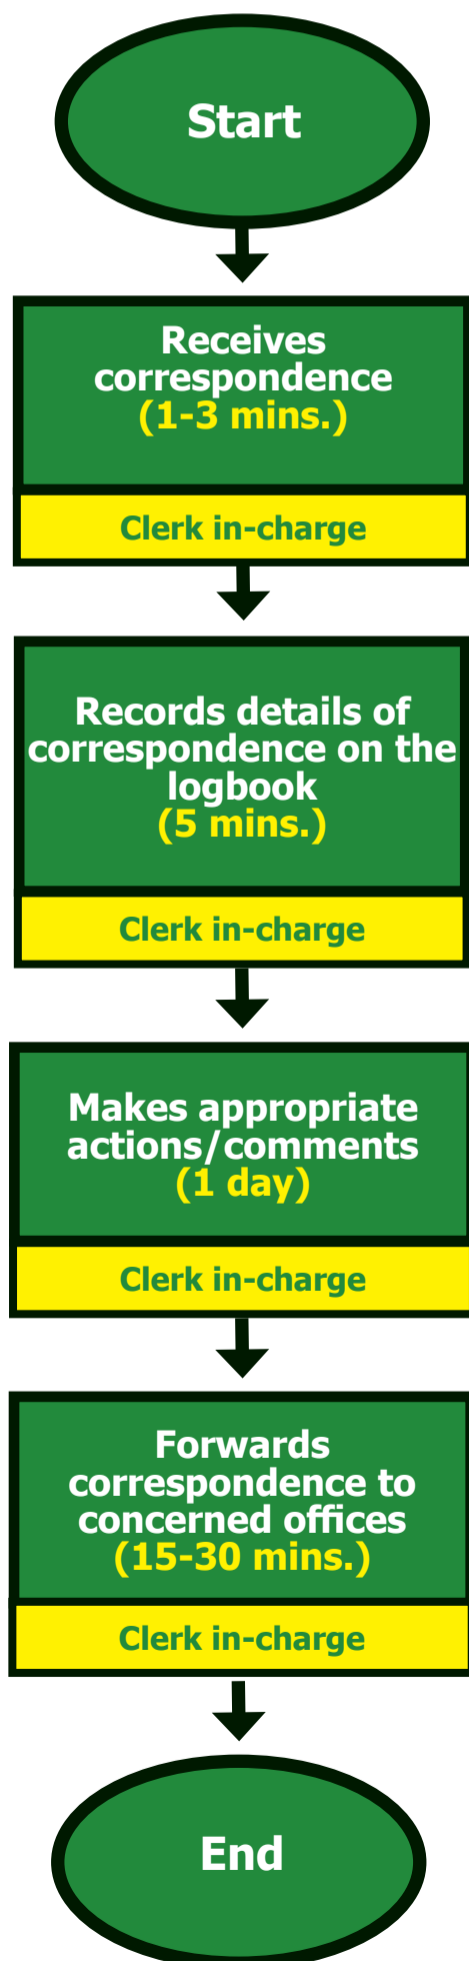 Start
Receives
correspondence
(1-3 mins.)
Clerk in-charge
Records details of
correspondence on the
logbook
(5 mins.)
Clerk in-charge
Makes appropriate
actions/comments
(1 day)
Clerk in-charge
Forwards
correspondence to
concerned offices
(15-30 mins.)
Clerk in-charge
End